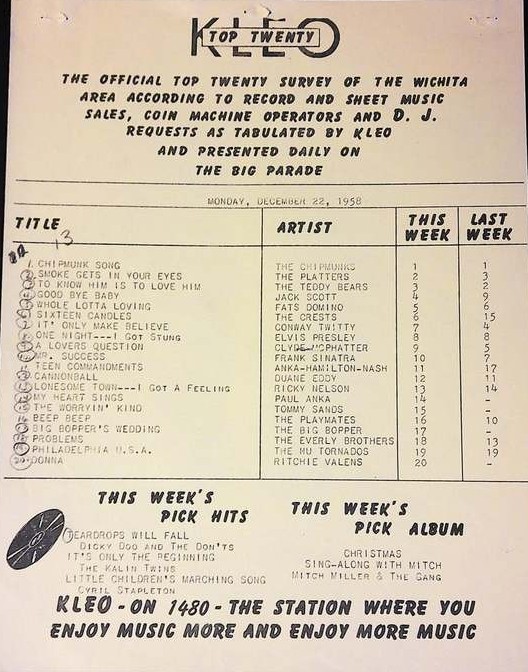 KLEO
TOP TWENTY
THE OFFICIAL TOP TWENTY SURVEY OF THE WICHITA
AREA ACCORDING TO RECORD AND SHEET MUSIC
SALES, COIN MACHINE OPERATORS AND D. J.
REQUESTS AS TABULATED BY KLEO
AND PRESENTED DAILY ON
THE BIG PARADE
MONDAY, DECEMBER 22, 1958
TITLE ARTIST THIS WEEK LAST WEEK
13
1. CHIPMUNK SONG THE CHIPMUNKS 1 1
SMOKE GETS IN YOUR EYES THE PLATTERS 2 3
TO KNOW HIM IS TO LOVE HIM THE TEDDY BEARS 3 2
GOOD BYE BABY JACK SCOTT 4 9
WHOLE LOTTA LOVING FATS DOMINO 5 6
SIXTEEN CANDLES THE CRESTS 6 15
IT' ONLY MAKE BELIEVE CONWAY TWITTY 7 4
ONE NIGHT---I GOT STUNG ELVIS PRESLEY 8 8
A LOVERS QUESTION CLYDE MCPHATTER 9 5
MR. SUCCESS FRANK SINATRA 10 7
TEEN COMMANDMENTS ANKA-HAMILTON-NASH 11 17
CANNONBALL DUANE EDDY 12 11
LONESOME TOWN---I GOT A FEELING RICKY NELSON 13 14
MY HEART SINGS PAUL ANKA 14 -
THE WORRYIN' KIND TOMMY SANDS 15 -
BEEP BEEP THE PLAYMATES 16 10
BIG BOPPER'S WEDDING THE BIG BOPPER 17 -
PROBLEMS THE EVERLY BROTHERS 18 13
PHILADELPHIA U.S.A. THE NU TORNADOS 19 19
DONNA RITCHIE VALENS 20 -
THIS WEEK'S
PICK HITS
TEARDROPS WILL FALL
DICKY DOO AND THE DON'TS
IT'S ONLY THE BEGINNING
THE KALIN TWINS
LITTLE CHILDREN'S MARCHING SONG
CYRIL STAPLETON
THIS WEEK'S
PICK ALBUM
CHRISTMAS
SING-ALONG WITH MITCH
MITCH MILLER & THE GANG
KLEO - ON 1480 - THE STATION WHERE YOU
ENJOY MUSIC MORE AND ENJOY MORE MUSIC